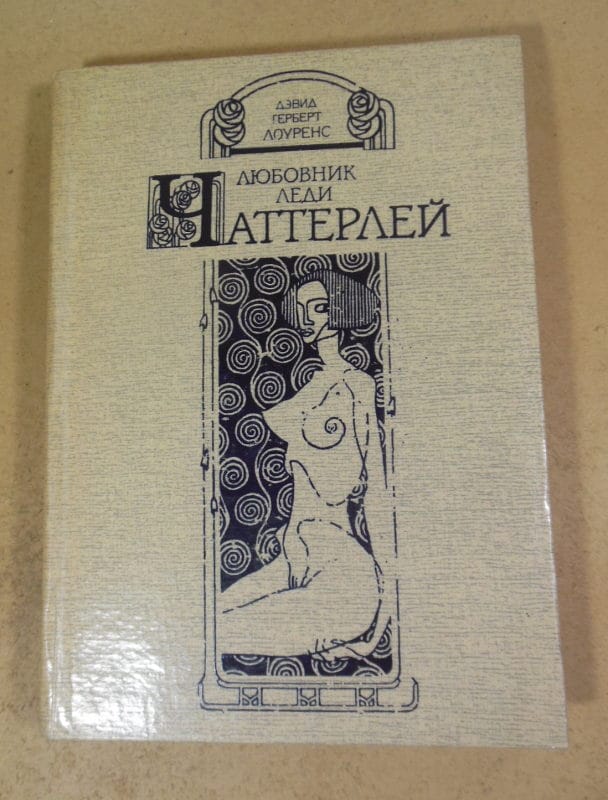 ДЭВИД
ГЕРБЕРТ
ЛОУРЕНС
ЛЮБОВНИК
ЛЕДИ
ЧАТТЕРЛЕЙ